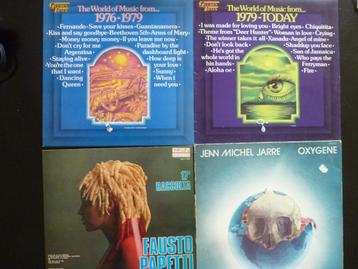 The World of Music from...
1976-1979
•Fernando•Save your kisses•Guantanamera•
Kiss and say goodbye•Beethoven 5th•Arms of Mary•
Money money money•If you leave me now•
Don't cry for me
Argentina•
Staying alive•
You're the one
that I want•
Dancing
Queen•
•Paradise by the
dashboard light•
How deep is
your love•
Sunny•
When I
need you•
The World of Music from...
1979-TODAY
•I was made for loving you•Bright eyes•Chiquitita•
Theme from "Deer Hunter"•Woman in love•Crying•
The winner takes it all•Xanadu•Angel of mine•
Don't look back•
He's got the
whole world in
his hands•
Aloha oe•
Shaddup you face•
Sun of Jamaica•
Who pays the
Ferryman•
Fire•
17ª
RACCOLTA
FAUSTO
PAPETTI
JENN MICHEL JARRE OXYGENE